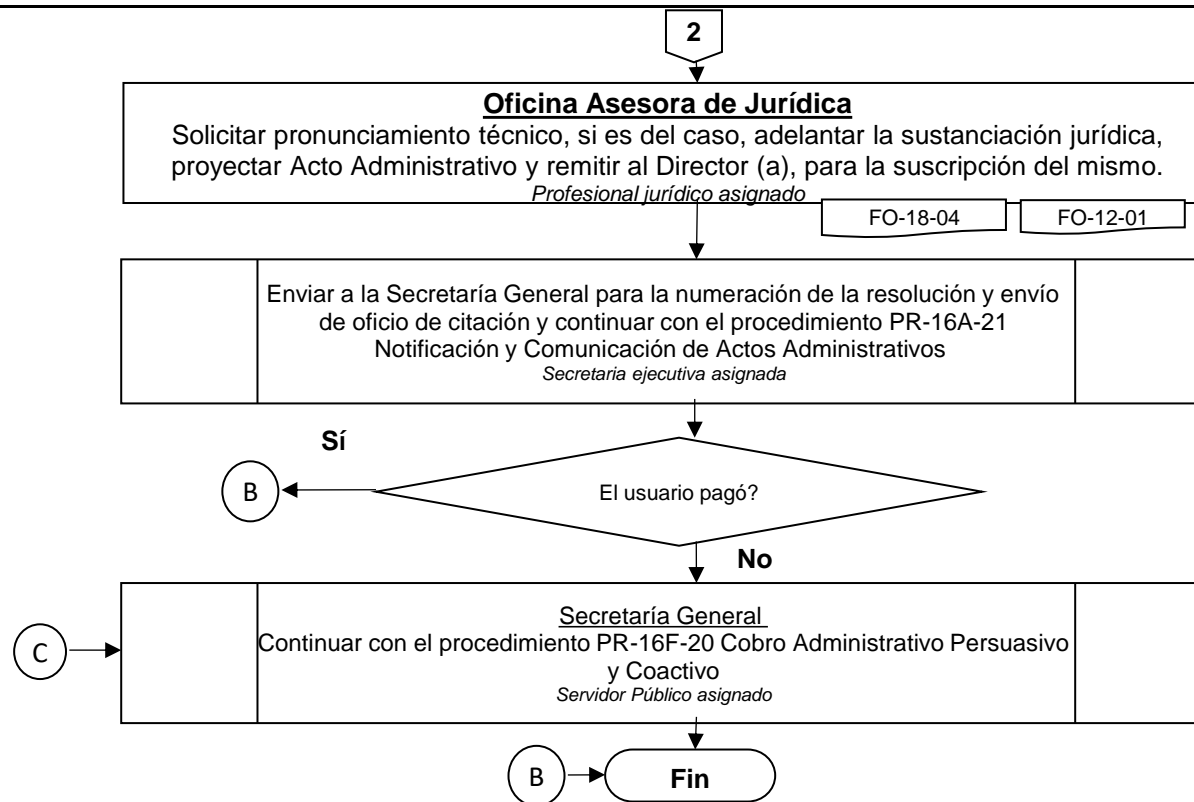 2
Oficina Asesora de Jurídica
Solicitar pronunciamiento técnico, si es del caso, adelantar la sustanciación jurídica,
proyectar Acto Administrativo y remitir al Director (a), para la suscripción del mismo.
Profesional jurídico asignado
FO-18-04
FO-12-01
Enviar a la Secretaría General para la numeración de la resolución y envío
de oficio de citación y continuar con el procedimiento PR-16A-21
Notificación y Comunicación de Actos Administrativos
Secretaria ejecutiva asignada
Sí
B
El usuario pagó?
No
C
Secretaría General
Continuar con el procedimiento PR-16F-20 Cobro Administrativo Persuasivo
y Coactivo
Servidor Público asignado
B
Fin